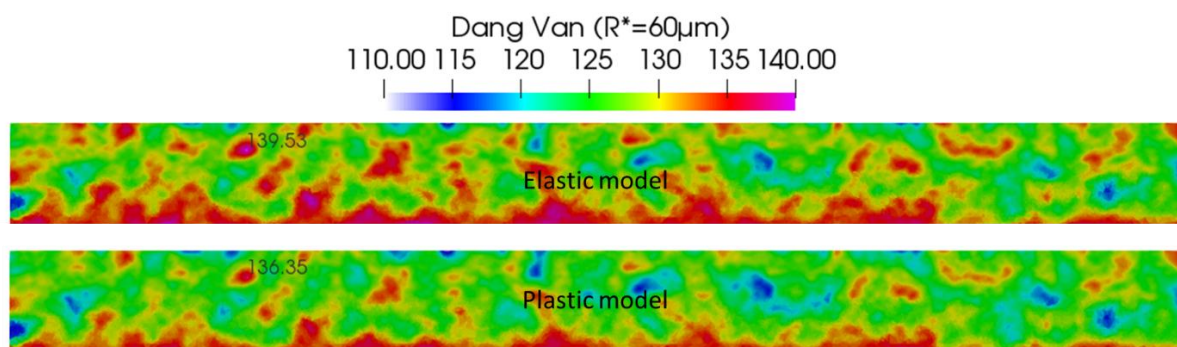 Dang Van (R*=60µm)
110.00 115 120 125 130 135 140.00
139.53
Elastic model
136.35
Plastic model